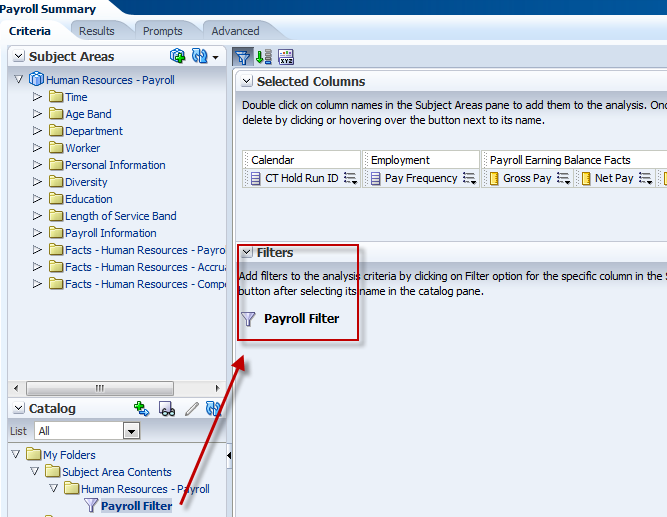 Payroll Summary
Criteria Results Prompts Advanced
Subject Areas
Human Resources - Payroll
Time
Age Band
Department
Worker
Personal Information
Diversity
Education
Length of Service Band
Payroll Information
Facts - Human Resources - Payro
Facts - Human Resources - Accru
Facts - Human Resources - Compe
Catalog
List All
My Folders
Subject Area Contents
Human Resources - Payroll
Payroll Filter
Selected Columns
Double click on column names in the Subject Areas pane to add them to the analysis. Onc
delete by clicking or hovering over the button next to its name.
Calendar Employment Payroll Earning Balance Facts
CT Hold Run ID Pay Frequency Gross Pay Net Pay
Filters
Add filters to the analysis criteria by clicking on Filter option for the specific column in the S
button after selecting its name in the catalog pane.
Payroll Filter